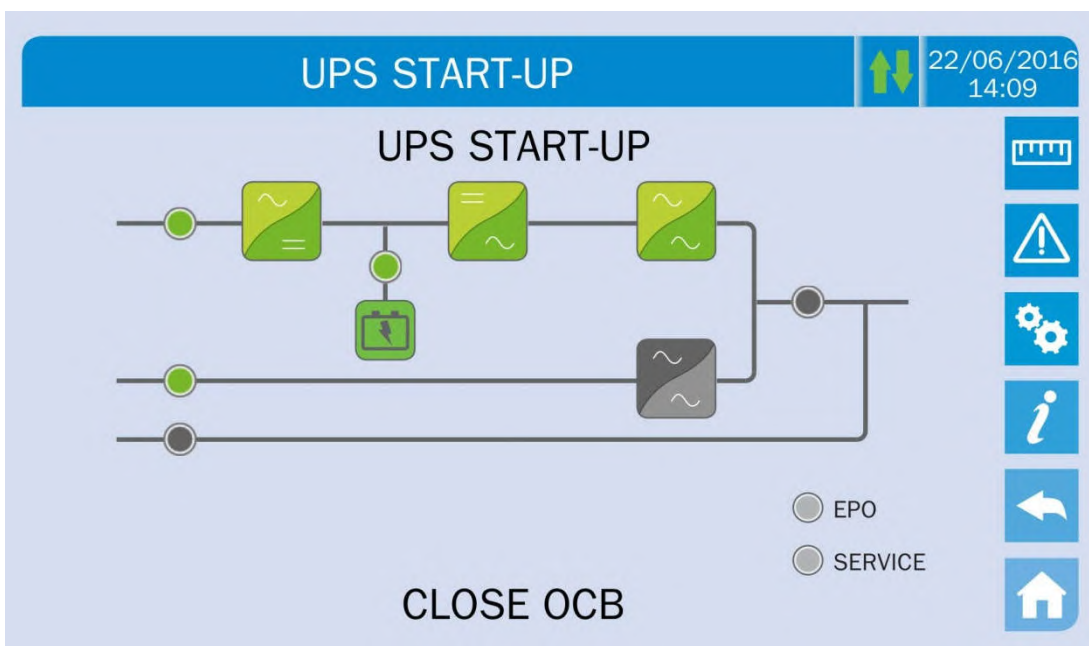 UPS START-UP
22/06/2016
14:09
UPS START-UP
EPO
SERVICE
CLOSE OCB